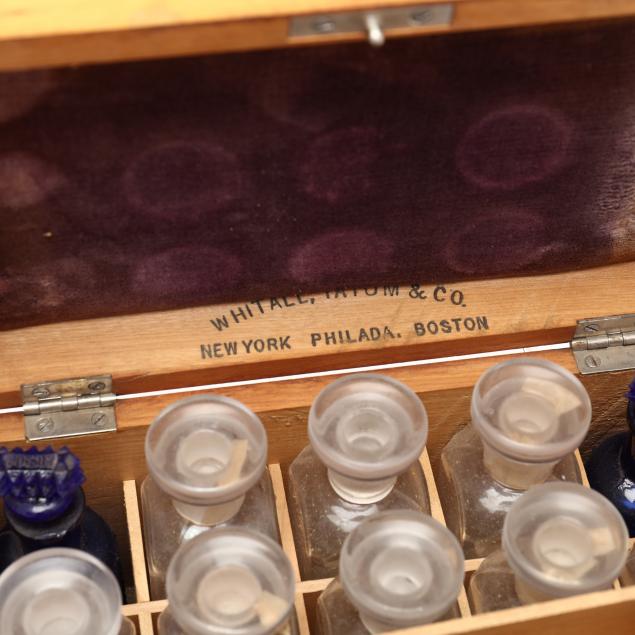 WHITALL, TATUM & CO.
NEW YORK PHILADA. BOSTON